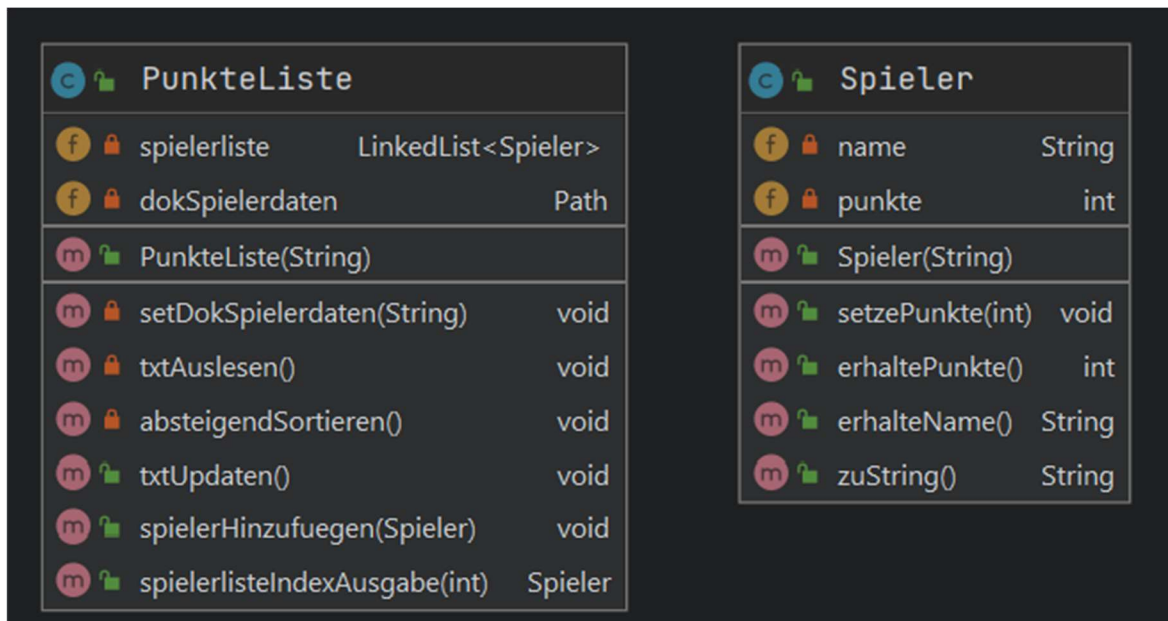 PunkteListe
spielerliste LinkedList<Spieler>
dokSpielerdaten Path
PunkteListe(String)
setDokSpielerdaten(String) void
txtAuslesen() void
absteigendSortieren() void
txtUpdaten() void
spielerHinzufuegen(Spieler) void
spielerlisteIndexAusgabe(int) Spieler
Spieler
name String
punkte int
Spieler(String)
setzePunkte(int) void
erhaltePunkte() int
erhalteName() String
zuString() String